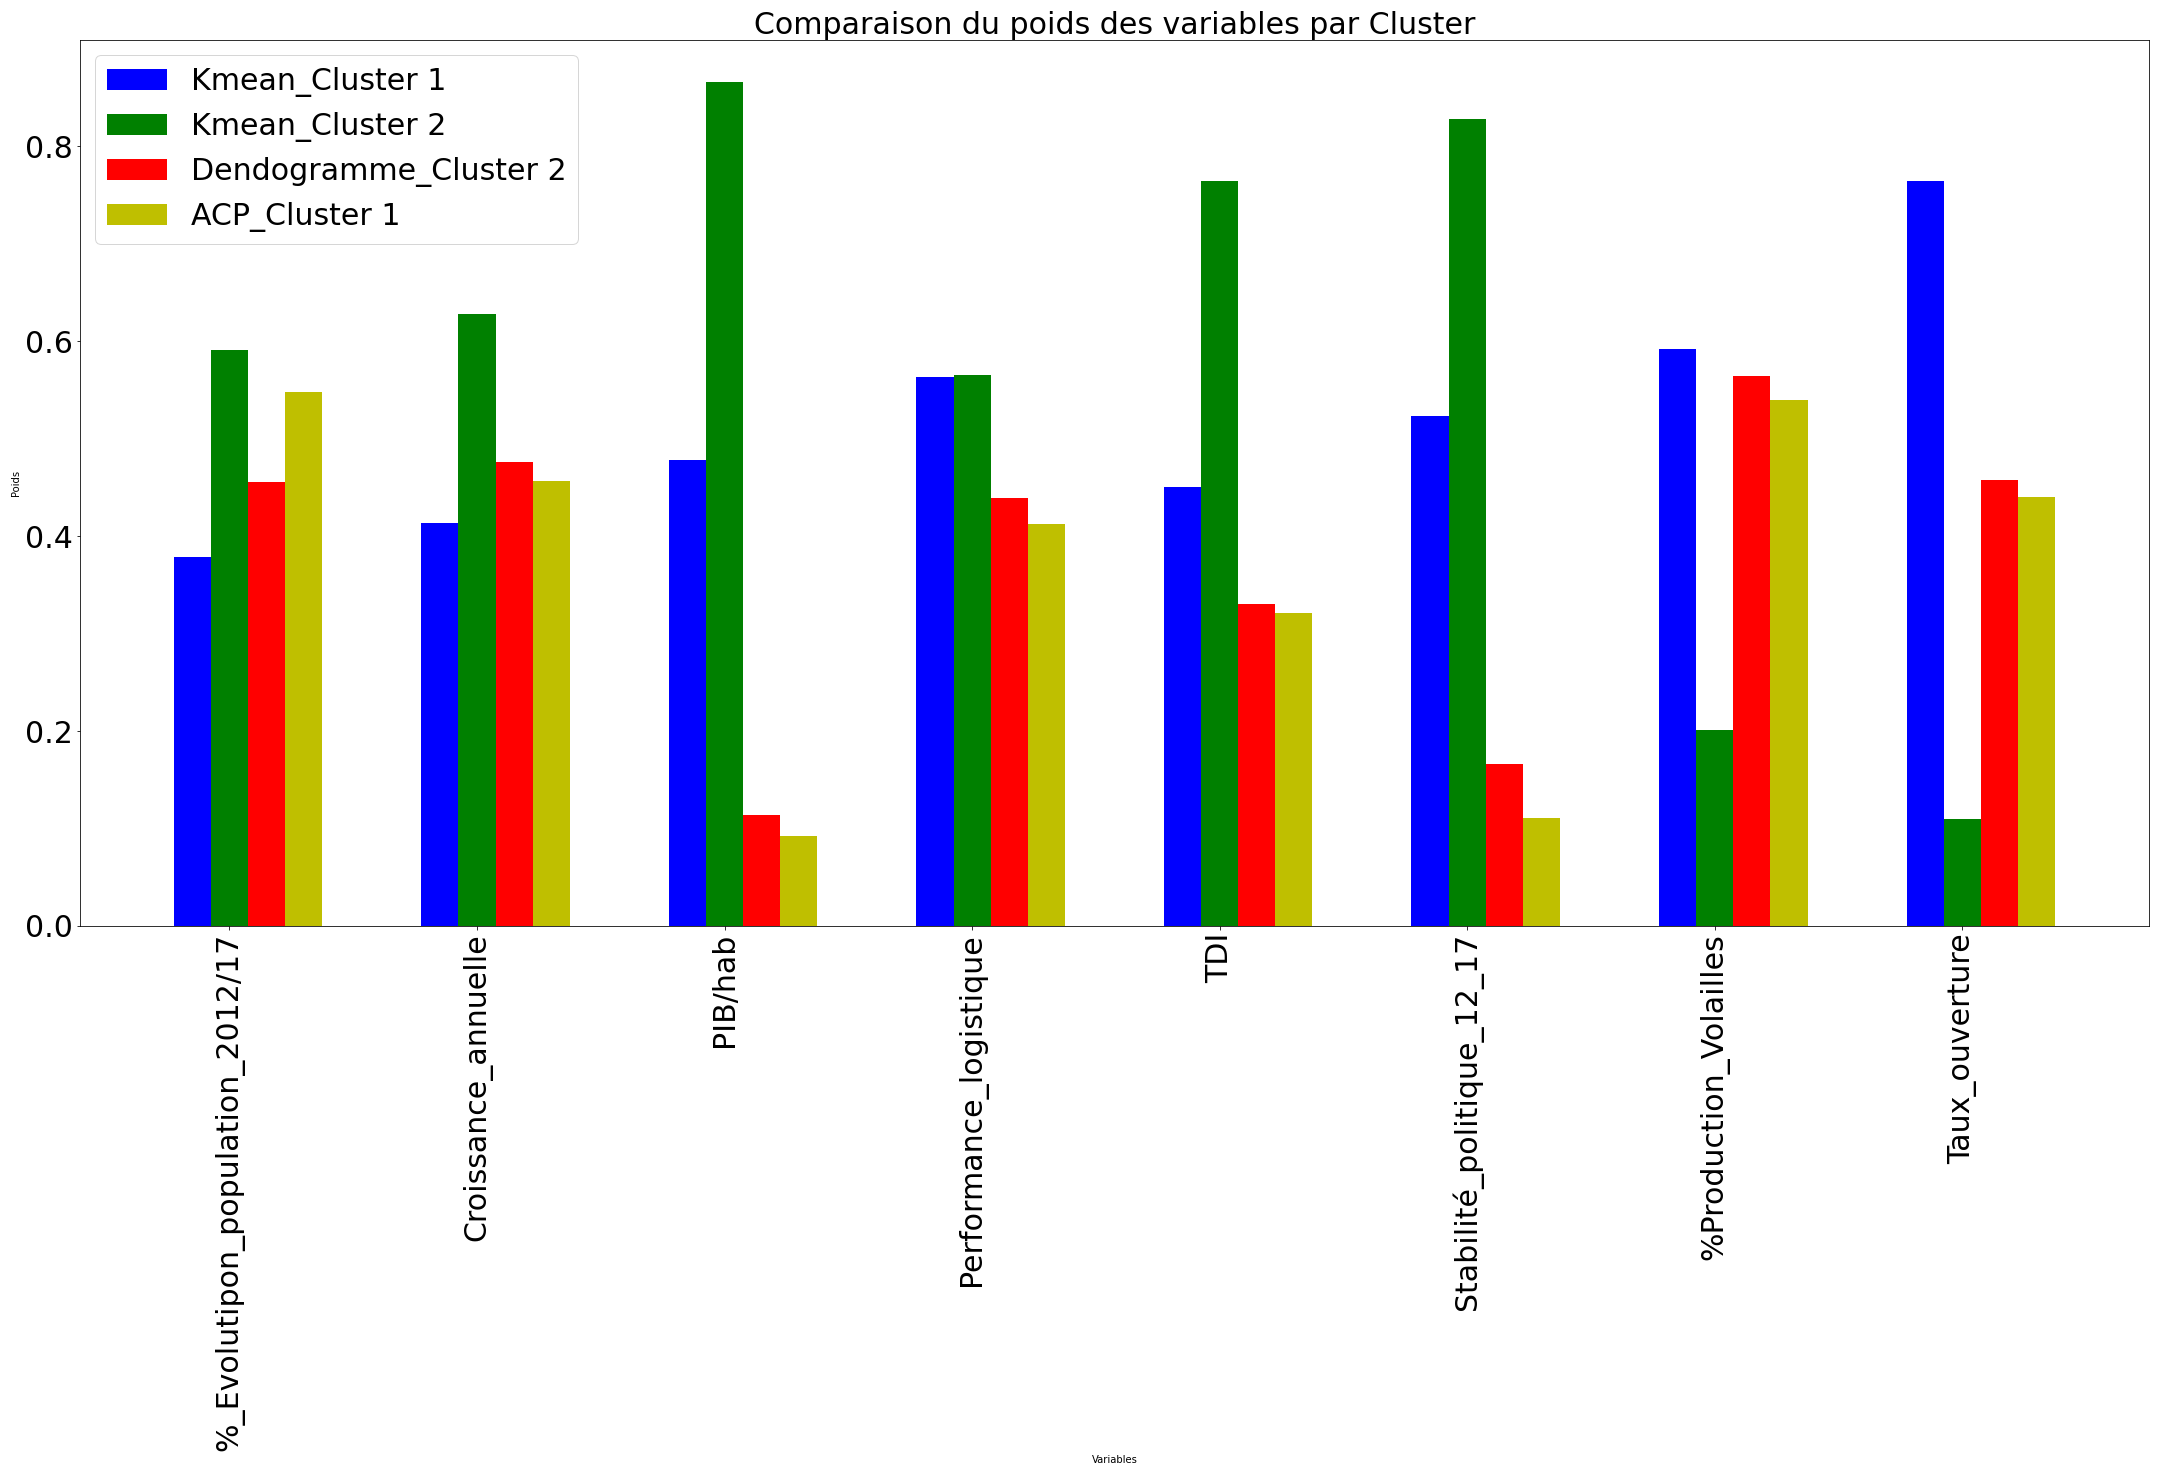 Comparaison du poids des variables par Cluster
Kmean_Cluster 1
Kmean_Cluster 2
Dendogramme_Cluster 2
ACP_Cluster 1
Poids
0.8
0.6
0.4
0.2
0.0
%_Evolutipon_population_2012/17
Croissance_annuelle
PIB/hab
Performance_logistique
TDI
Stabilité_politique_12_17
%Production_Volailles
Taux_ouverture
Variables